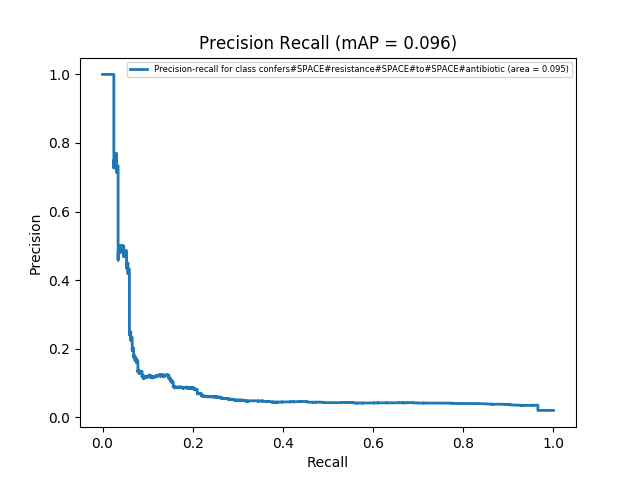 Precision Recall (mAP = 0.096)
Precision-recall for class confers#SPACE#resistance#SPACE#to#SPACE#antibiotic (area = 0.095)
1.0
0.8
0.6
0.4
0.2
0.0
Precision
0.0 0.2 0.4 0.6 0.8 1.0
Recall